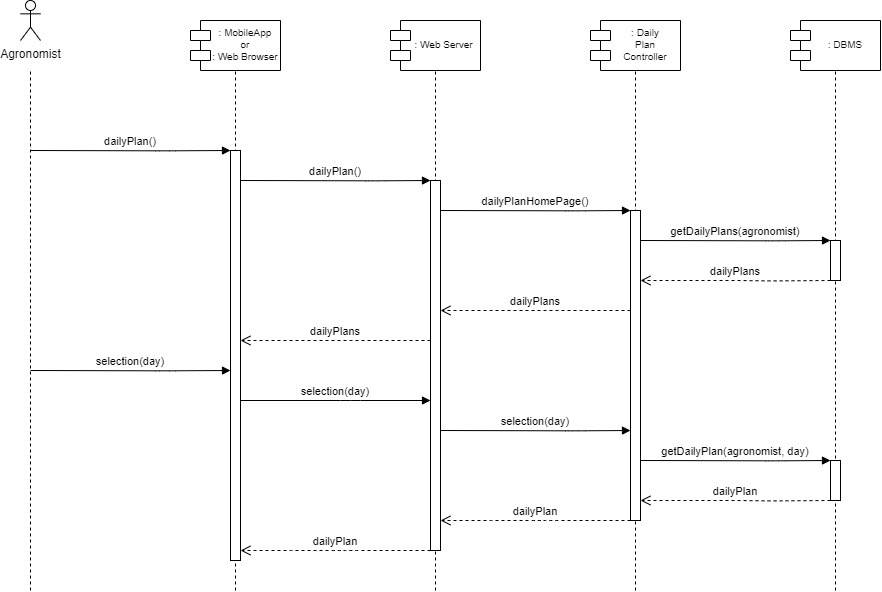 Agronomist
: MobileApp
or
: Web Browser
: Web Server
: Daily
Plan
Controller
: DBMS
dailyPlan()
dailyPlan()
dailyPlanHomePage()
getDailyPlans(agronomist)
dailyPlans
dailyPlans
dailyPlans
selection(day)
selection(day)
selection(day)
getDailyPlan(agronomist, day)
dailyPlan
dailyPlan
dailyPlan